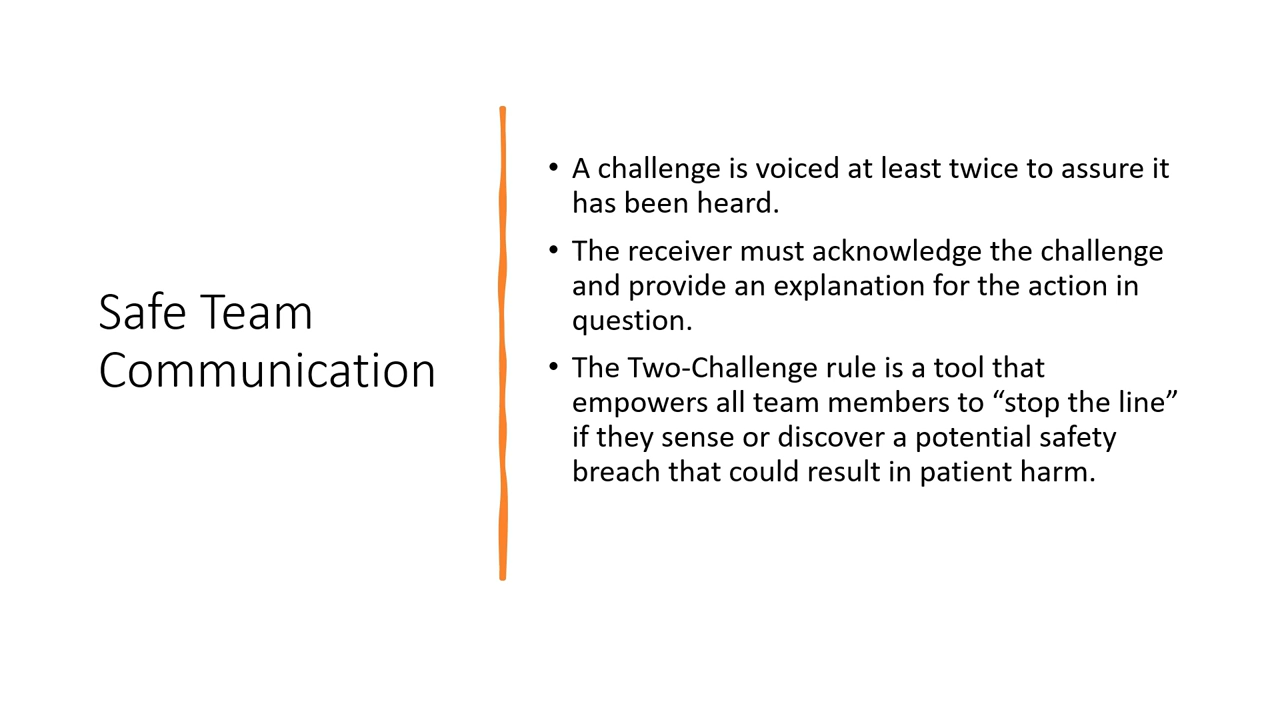 Safe Team
Communication
• A challenge is voiced at least twice to assure it
has been heard.
• The receiver must acknowledge the challenge
and provide an explanation for the action in
question.
• The Two-Challenge rule is a tool that
empowers all team members to “stop the line”
if they sense or discover a potential safety
breach that could result in patient harm.